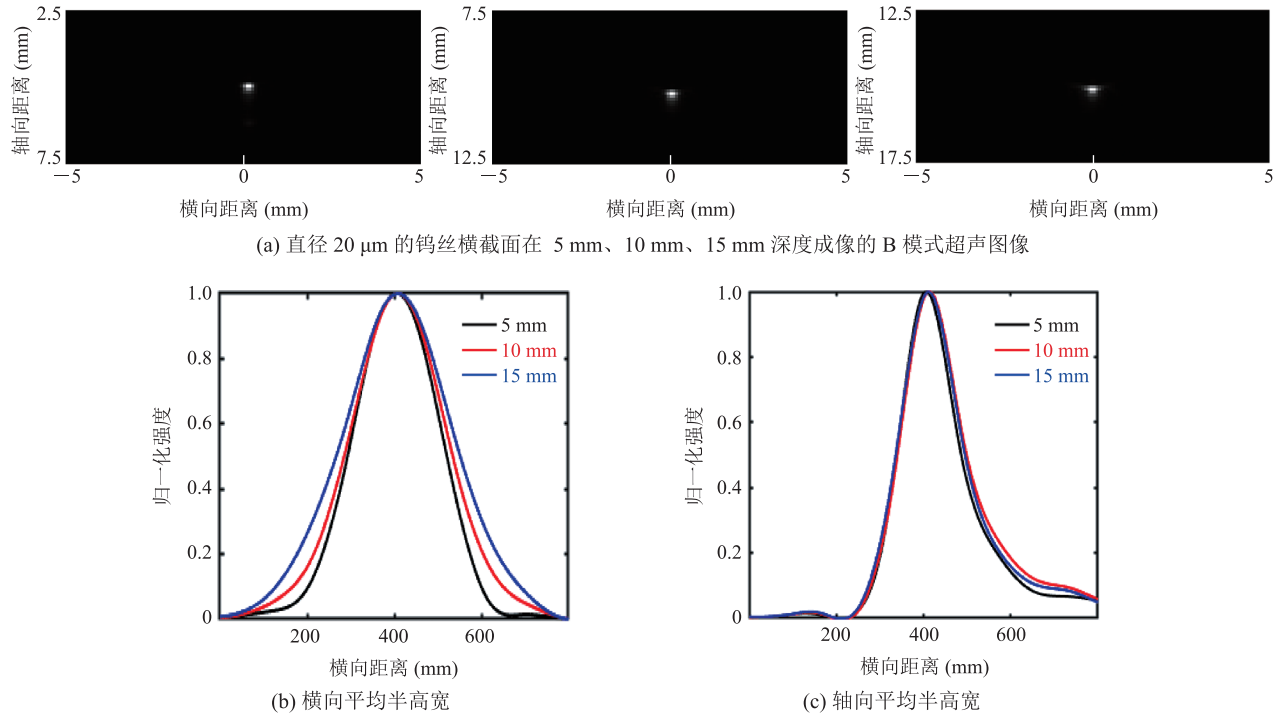 2.5
轴向距离 (mm)
7.5
－5
0
5
横向距离 (mm)
7.5
轴向距离 (mm)
12.5
－5
0
5
横向距离 (mm)
12.5
轴向距离 (mm)
17.5
－5
0
5
横向距离 (mm)
(a) 直径 20 μm 的钨丝横截面在 5 mm、10 mm、15 mm 深度成像的 B 模式超声图像
1.0
0.8
0.6
0.4
0.2
0
归一化强度
5 mm
10 mm
15 mm
200
400
600
横向距离 (mm)
(b) 横向平均半高宽
1.0
0.8
0.6
0.4
0.2
0
归一化强度
5 mm
10 mm
15 mm
200
400
600
横向距离 (mm)
(c) 轴向平均半高宽